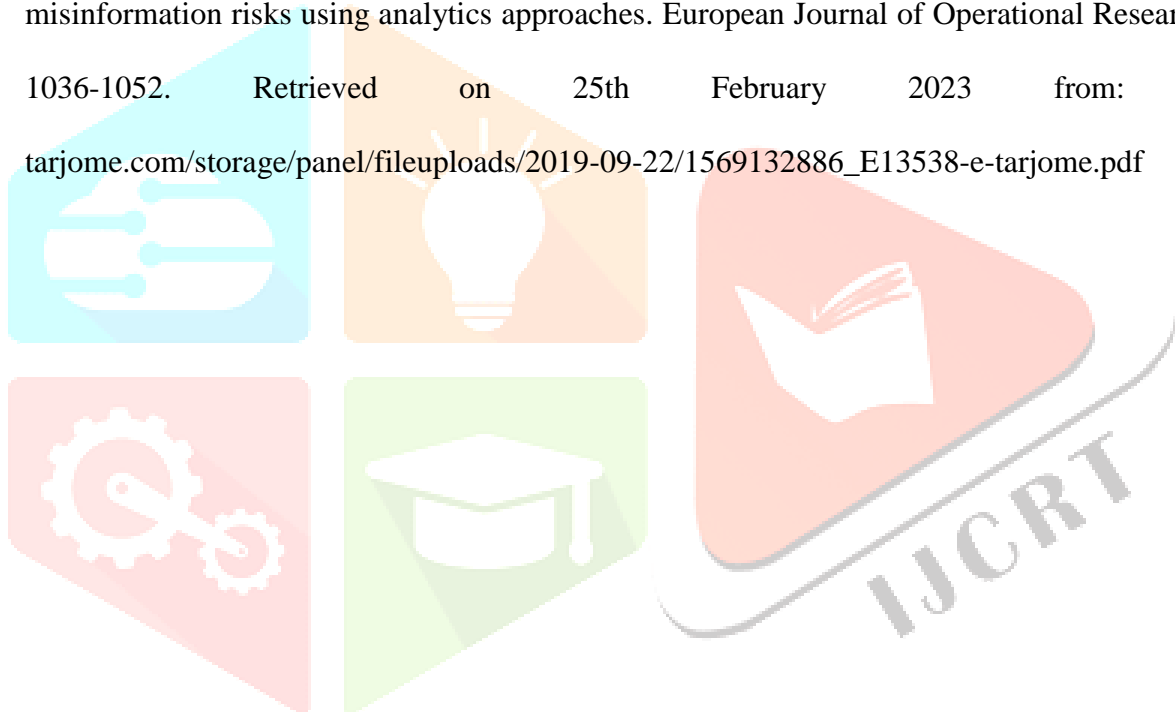 misinformation risks using analytics approaches. European Journal of Operational Resear
1036-1052. Retrieved on 25th February 2023 from:
tarjome.com/storage/panel/fileuploads/2019-09-22/1569132886_E13538-e-tarjome.pdf
IJCRT